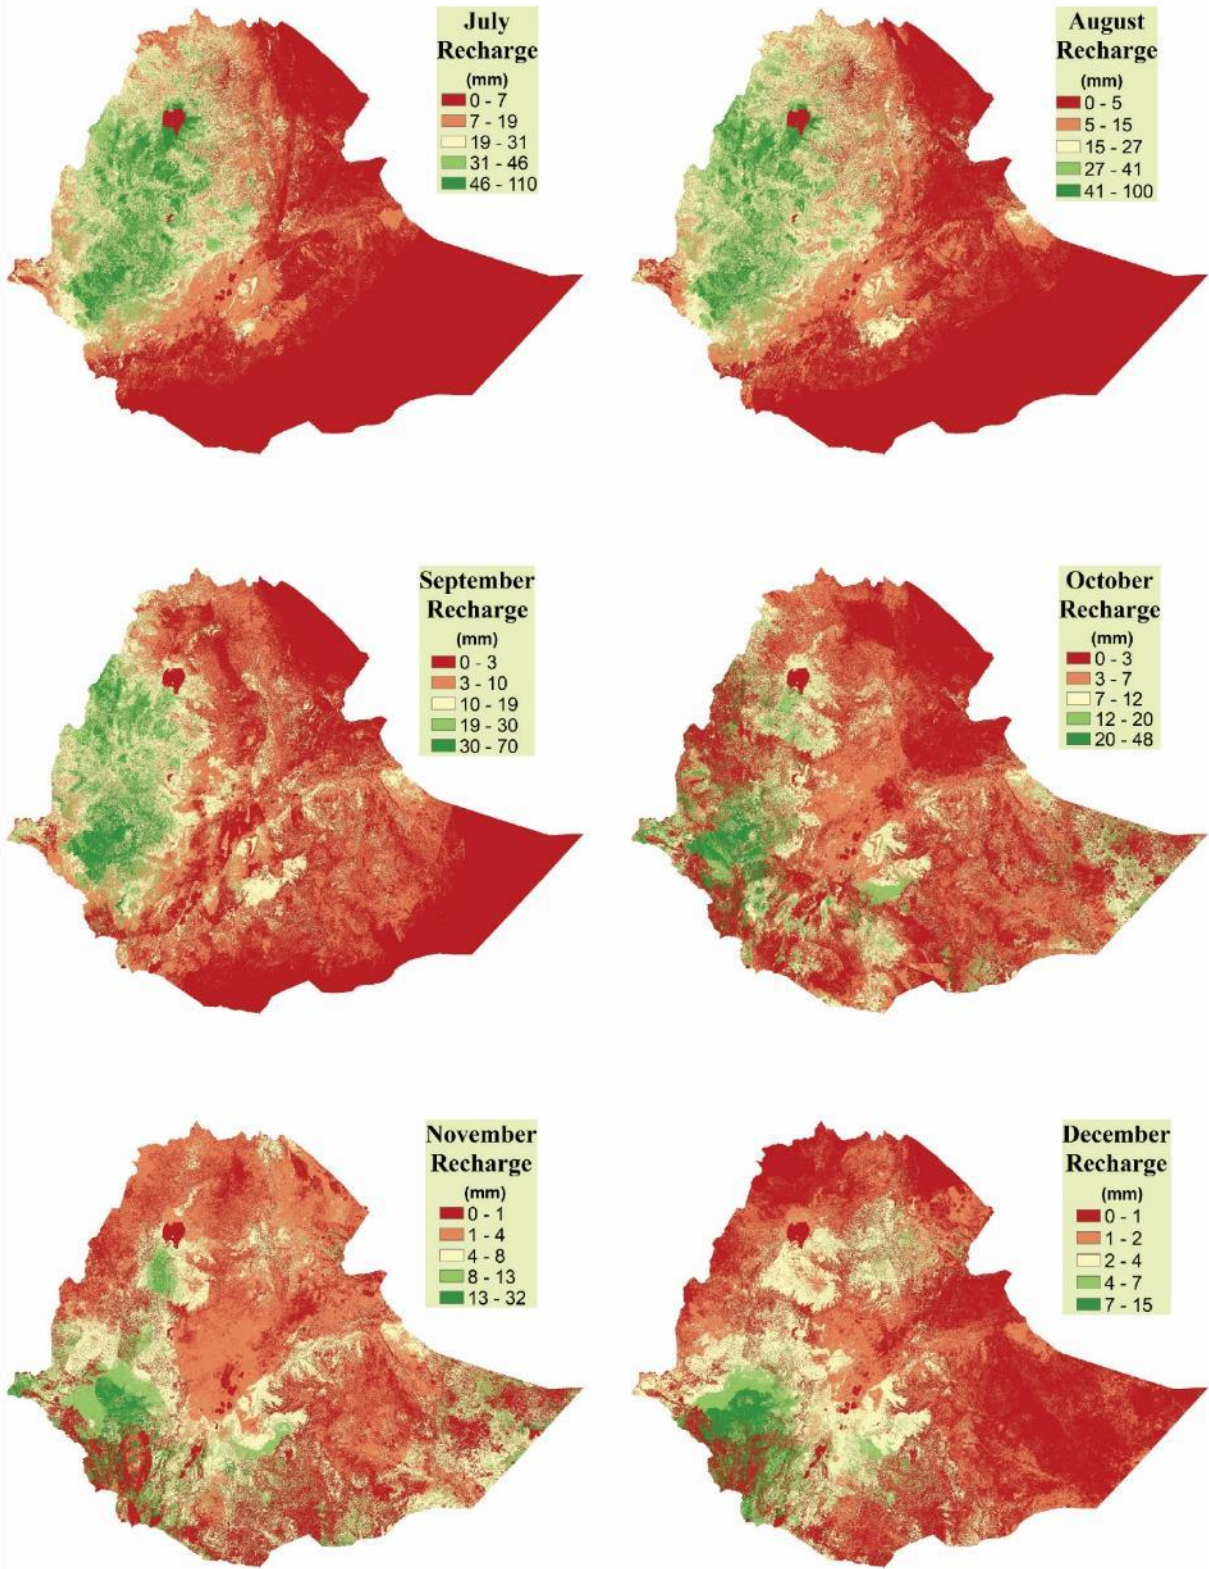 July
Recharge
(mm)
0 - 7
7 - 19
19 - 31
31 - 46
46 - 110
August
Recharge
(mm)
0 - 5
5 - 15
15 - 27
27 - 41
41 - 100
September
Recharge
(mm)
0 - 3
3 - 10
10 - 19
19 - 30
30 - 70
October
Recharge
(mm)
0 - 3
3 - 7
7 - 12
12 - 20
20 - 48
November
Recharge
(mm)
0 - 1
1 - 4
4 - 8
8 - 13
13 - 32
December
Recharge
(mm)
0 - 1
1 - 2
2 - 4
4 - 7
7 - 15